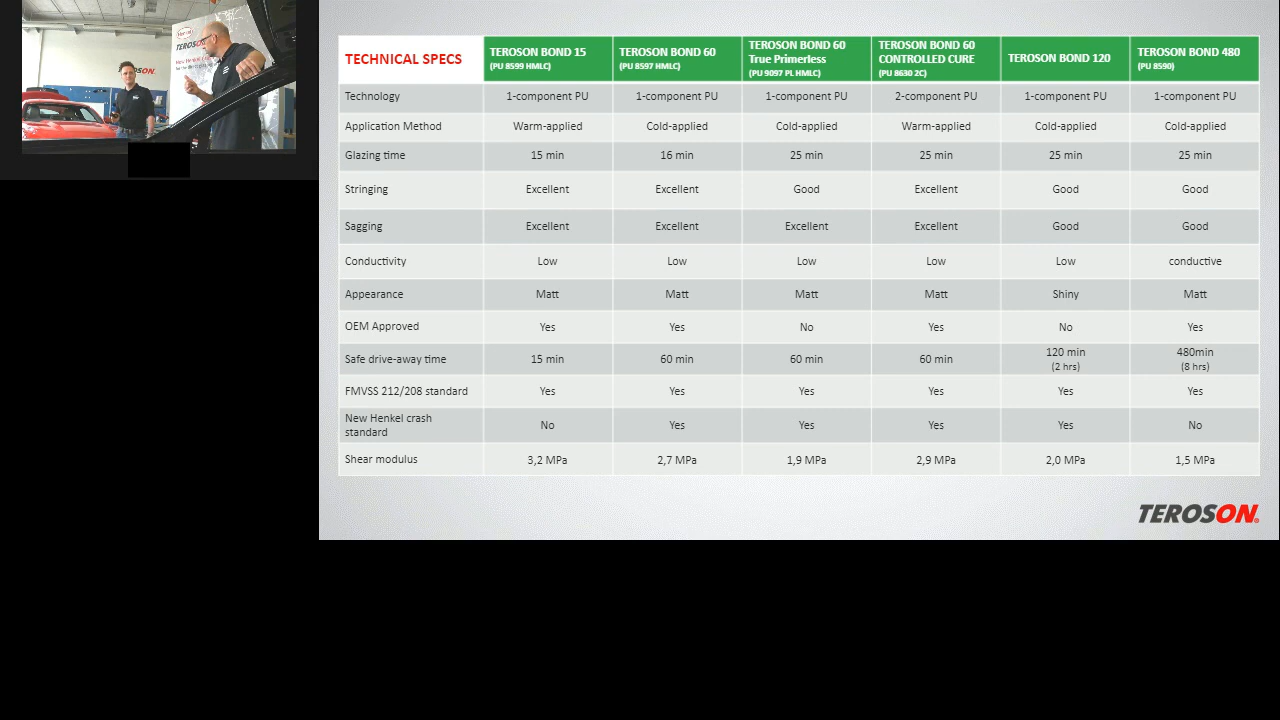 Henkel
TEROSON
ON.
TECHNICAL SPECS
TEROSON BOND 15
(PU 8599 HMLC)
TEROSON BOND 60
(PU 8597 HMLC)
TEROSON BOND 60
True Primerless
(PU 9097 PL HMLC)
TEROSON BOND 60
CONTROLLED CURE
(PU 8630 2C)
TEROSON BOND 120
TEROSON BOND 480
(PU 8590)
Technology 1-component PU 1-component PU 1-component PU 2-component PU 1-component PU 1-component PU
Application Method Warm-applied Cold-applied Cold-applied Warm-applied Cold-applied Cold-applied
Glazing time 15 min 16 min 25 min 25 min 25 min 25 min
Stringing Excellent Excellent Good Excellent Good Good
Sagging Excellent Excellent Excellent Excellent Good Good
Conductivity Low Low Low Low Low conductive
Appearance Matt Matt Matt Matt Shiny Matt
OEM Approved Yes Yes No Yes No Yes
Safe drive-away time 15 min 60 min 60 min 60 min 120 min (2 hrs) 480min (8 hrs)
FMVSS 212/208 standard Yes Yes Yes Yes Yes Yes
New Henkel crash
standard No Yes Yes Yes Yes No
Shear modulus 3,2 MPa 2,7 MPa 1,9 MPa 2,9 MPa 2,0 MPa 1,5 MPa
TEROSON.